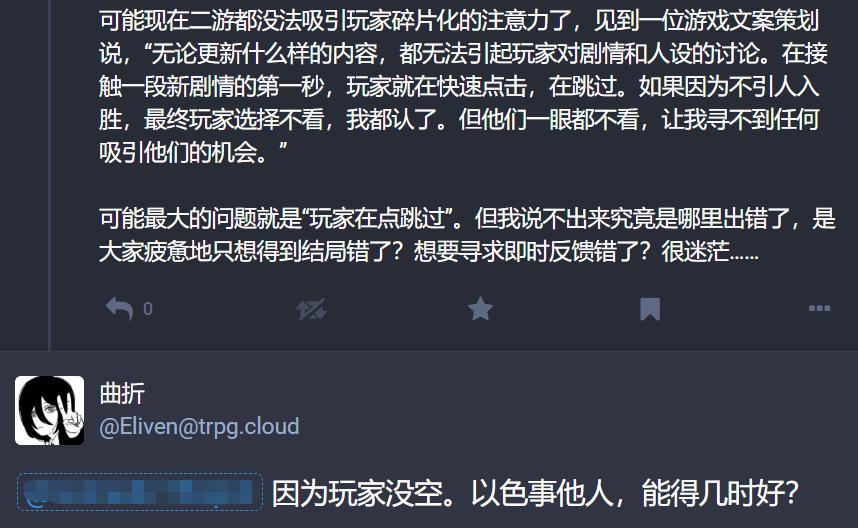 可能现在二游都没法吸引玩家碎片化的注意力了，见到一位游戏文案策划
说，“无论更新什么样的内容，都无法引起玩家对剧情和人设的讨论。在接
触一段新剧情的第一秒，玩家就在快速点击，在跳过。如果因为不引人入
胜，最终玩家选择不看，我都认了。但他们一眼都不看，让我寻不到任何
吸引他们的机会。”
可能最大的问题就是“玩家在点跳过”。但我说不出来究竟是哪里出错了，是
大家疲惫地只想得到结局错了？想要寻求即时反馈错了？很迷茫……
0
曲折
@Eliven@trpg.cloud
因为玩家没空。以色事他人，能得几时好？